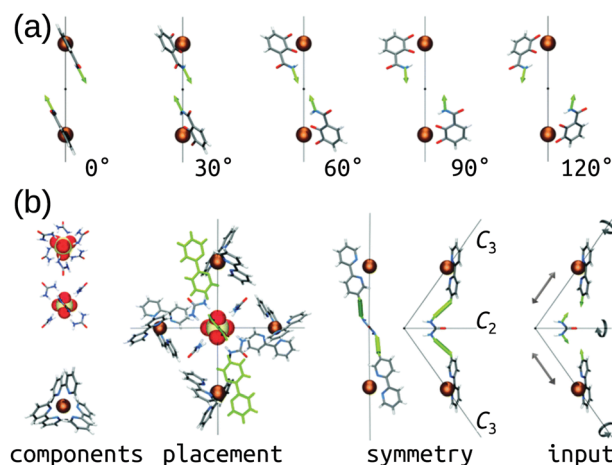 (a)
0° 30° 60° 90° 120°
(b)
C3
C2
C3
components placement symmetry input